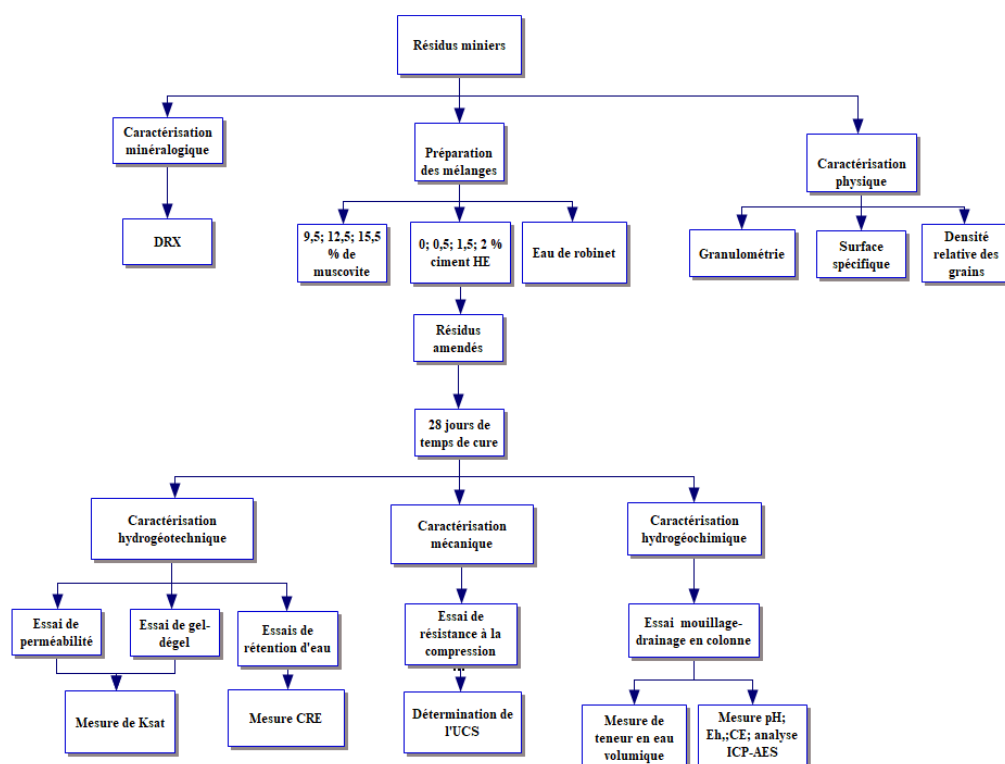 Résidus miniers
Caractérisation
minéralogique
Préparation
des mélanges
Caractérisation
physique
DRX
9,5; 12,5; 15,5
% de
muscovite
0; 0,5; 1,5; 2 %
ciment HE
Eau de robinet
Granulométrie
Surface
spécifique
Densité
relative des
grains
Résidus
amendés
28 jours de
temps de cure
Caractérisation
hydrogéotechnique
Caractérisation
mécanique
Caractérisation
hydrogéochimique
Essai de
perméabilité
Essai de gel-
dégel
Essais de
rétention d'eau
Essai de
résistance à la
compression
...
Essai mouillage-
drainage en colonne
Mesure de Ksat
Mesure CRE
Détermination de
l'UCS
Mesure de
teneur en eau
volumique
Mesure pH;
Eh,;CE; analyse
ICP-AES